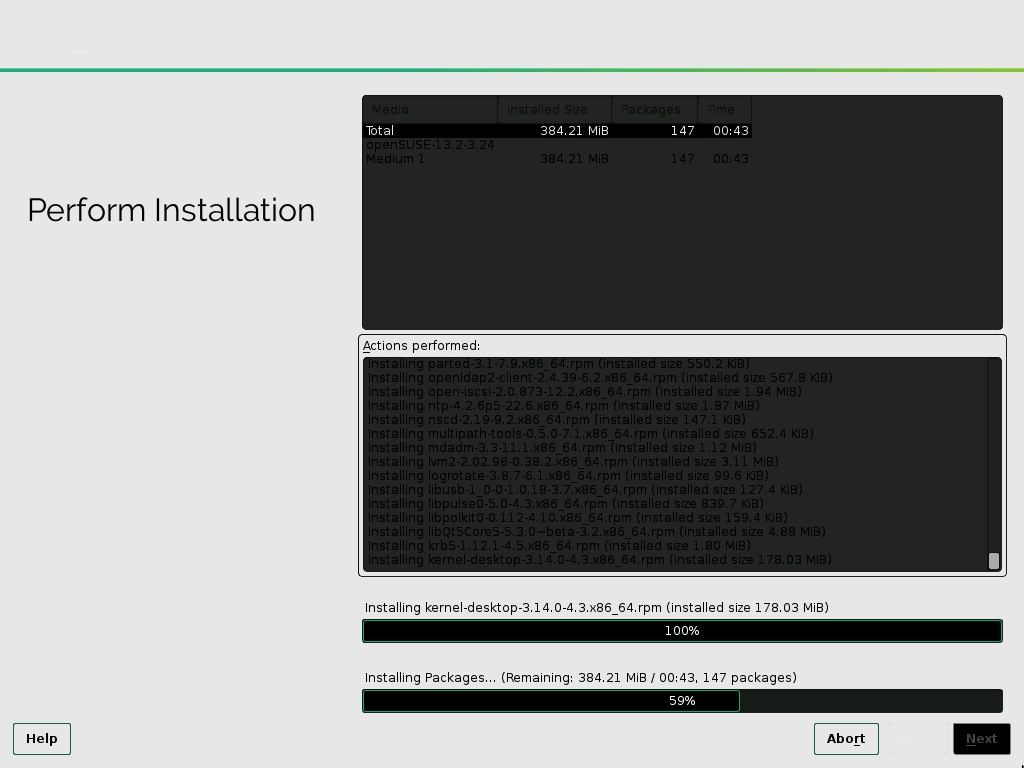 Media Installed Size Packages Time
Total 384.21 MiB 147 00:43
openSUSE-13.2-3.24
Medium 1 384.21 MiB 147 00:43
Perform Installation
Actions performed:
Installing parted-3.1-7.9.x86_64.rpm (installed size 550.2 KiB)
Installing openldap2-client-2.4.39-6.2.x86_64.rpm (installed size 567.8 KiB)
Installing open-iscsi-2.0.873-12.2.x86_64.rpm (installed size 1.94 MiB)
Installing ntp-4.2.6p5-22.6.x86_64.rpm (installed size 1.87 MiB)
Installing nscd-2.19-9.2.x86_64.rpm (installed size 147.1 KiB)
Installing multipath-tools-0.5.0-7.1.x86_64.rpm (installed size 652.4 KiB)
Installing mdadm-3.3-11.1.x86_64.rpm (installed size 1.12 MiB)
Installing lvm2-2.02.98-0.38.2.x86_64.rpm (installed size 3.11 MiB)
Installing logrotate-3.8.7-6.1.x86_64.rpm (installed size 99.6 KiB)
Installing libusb-1_0-0-1.0.18-3.7.x86_64.rpm (installed size 127.4 KiB)
Installing libpulse0-5.0-4.3.x86_64.rpm (installed size 839.7 KiB)
Installing libpolkit0-0.112-4.10.x86_64.rpm (installed size 159.4 KiB)
Installing libQt5Core5-5.3.0~beta-3.2.x86_64.rpm (installed size 4.88 MiB)
Installing krb5-1.12.1-4.5.x86_64.rpm (installed size 1.80 MiB)
Installing kernel-desktop-3.14.0-4.3.x86_64.rpm (installed size 178.03 MiB)
Installing kernel-desktop-3.14.0-4.3.x86_64.rpm (installed size 178.03 MiB)
100%
Installing Packages... (Remaining: 384.21 MiB / 00:43, 147 packages)
59%
Help Abort Next